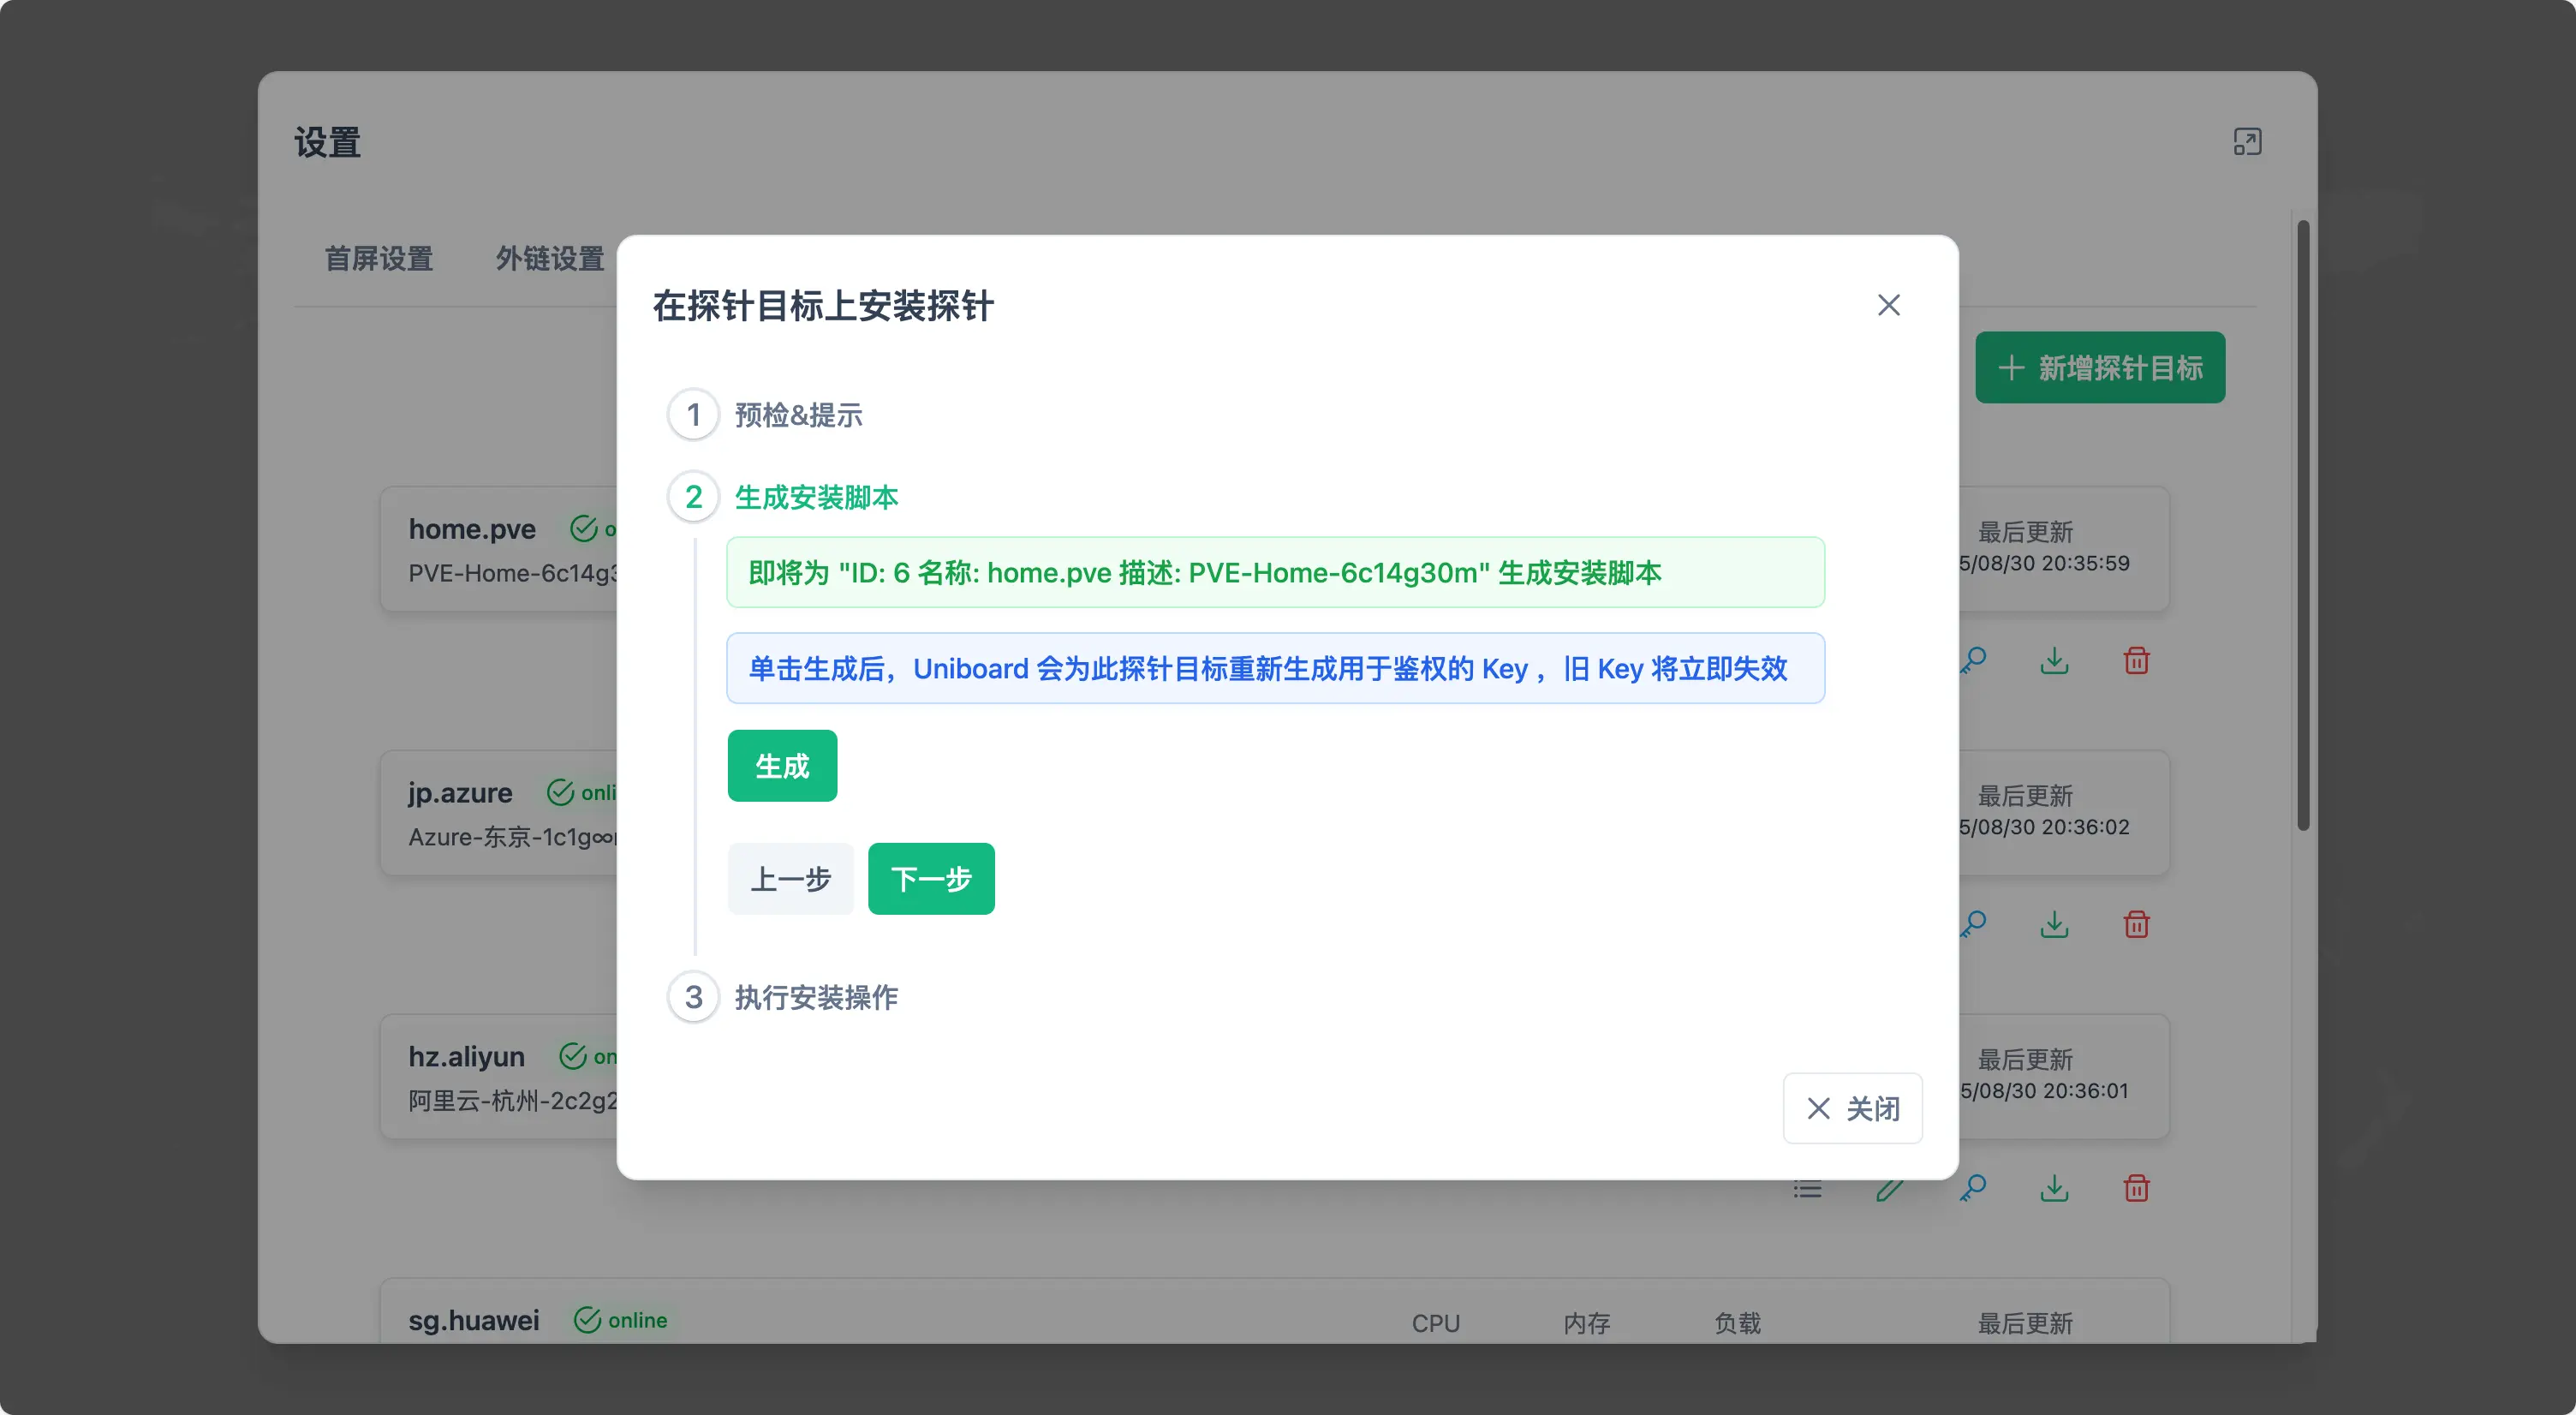 设置
首屏设置
外链设置
在探针目标上安装探针
新增探针目标
1 预检&提示
2 生成安装脚本
即将为 "ID: 6 名称: home.pve 描述: PVE-Home-6c14g30m" 生成安装脚本
单击生成后，Uniboard 会为此探针目标重新生成用于鉴权的 Key ，旧 Key 将立即失效
生成
上一步 下一步
3 执行安装操作
关闭
home.pve
PVE-Home-6c14g3
最后更新
5/08/30 20:35:59
jp.azure onli
Azure-东京-1c1g∞
最后更新
5/08/30 20:36:02
hz.aliyun on
阿里云-杭州-2c2g2
最后更新
5/08/30 20:36:01
sg.huawei online
CPU 内存 负载 最后更新